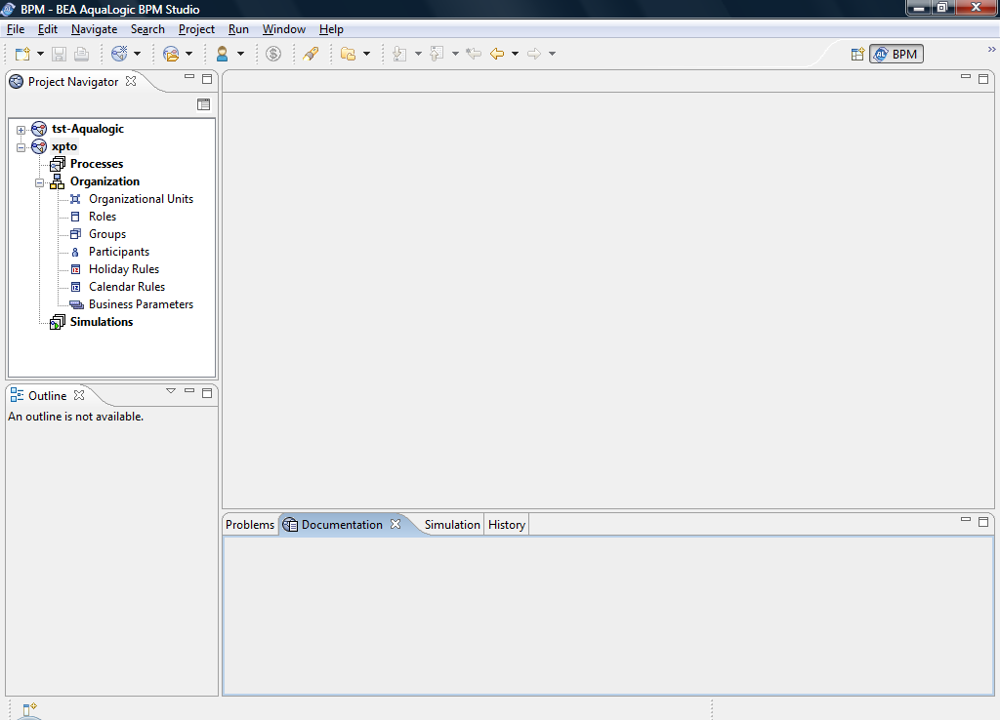 BPM - BEA AquaLogic BPM Studio
File Edit Navigate Search Project Run Window Help
BPM
Project Navigator
tst-Aqualogic
xpto
Processes
Organization
Organizational Units
Roles
Groups
Participants
Holiday Rules
Calendar Rules
Business Parameters
Simulations
Outline
An outline is not available.
Problems Documentation Simulation History